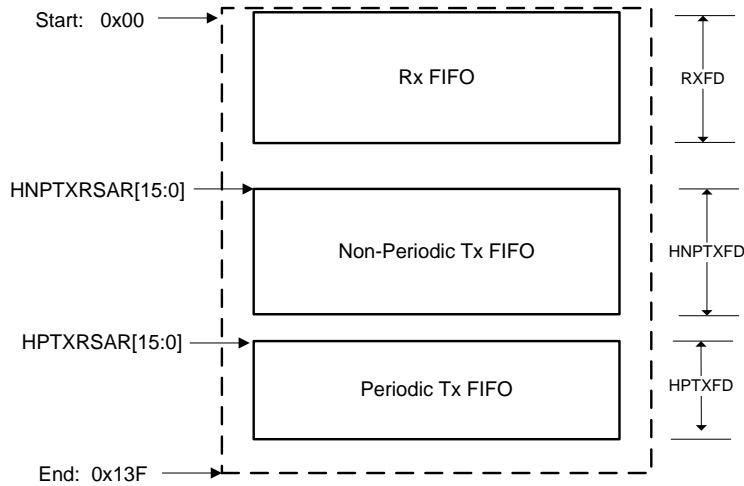 Start: 0x00
Rx FIFO
RXFD
HNPTXRSAR[15:0]
Non-Periodic Tx FIFO
HNPTXFD
HPTXRSAR[15:0]
Periodic Tx FIFO
HPTXFD
End: 0x13F